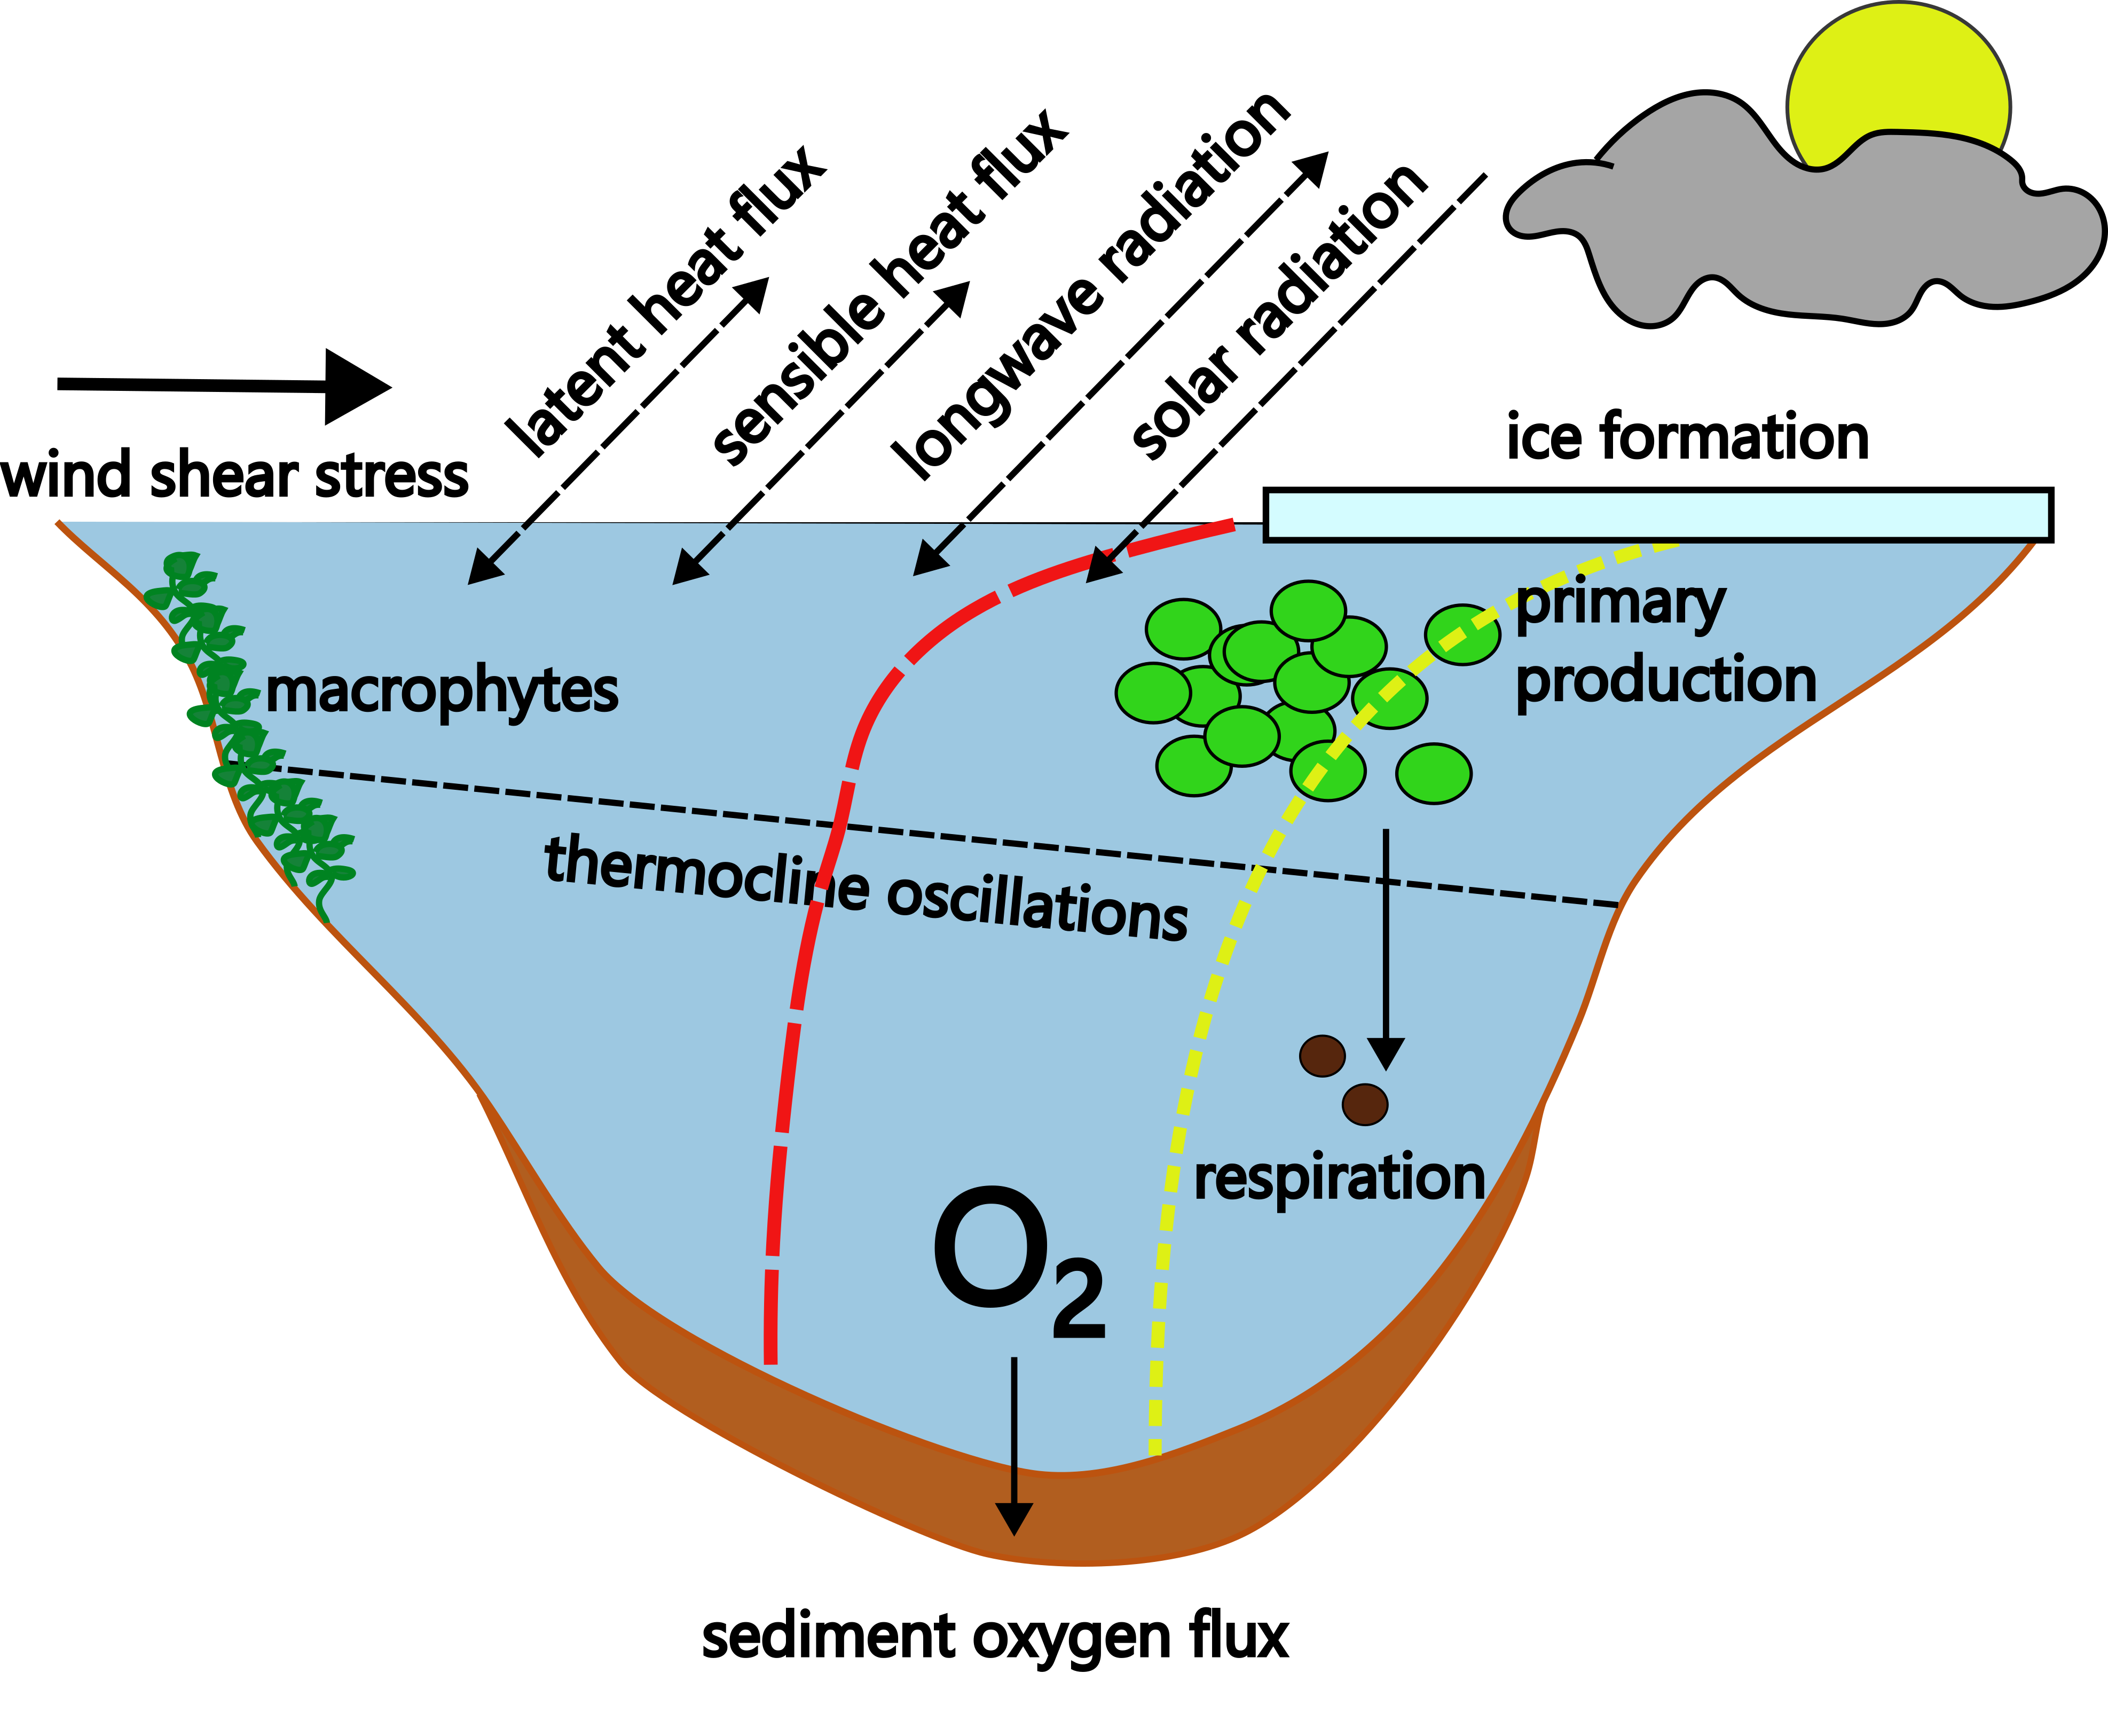 latent heat flux
sensible heat flux
longwave radiation
solar radiation
wind shear stress
ice formation
macrophytes
primary
production
thermocline oscillations
respiration
O2
sediment oxygen flux